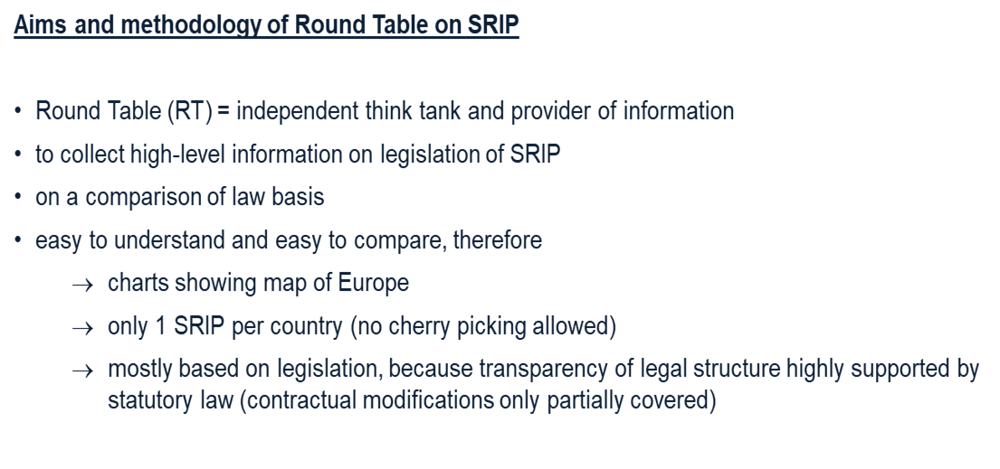 Aims and methodology of Round Table on SRIP
• Round Table (RT) = independent think tank and provider of information
• to collect high-level information on legislation of SRIP
• on a comparison of law basis
• easy to understand and easy to compare, therefore
→ charts showing map of Europe
→ only 1 SRIP per country (no cherry picking allowed)
→ mostly based on legislation, because transparency of legal structure highly supported by
statutory law (contractual modifications only partially covered)